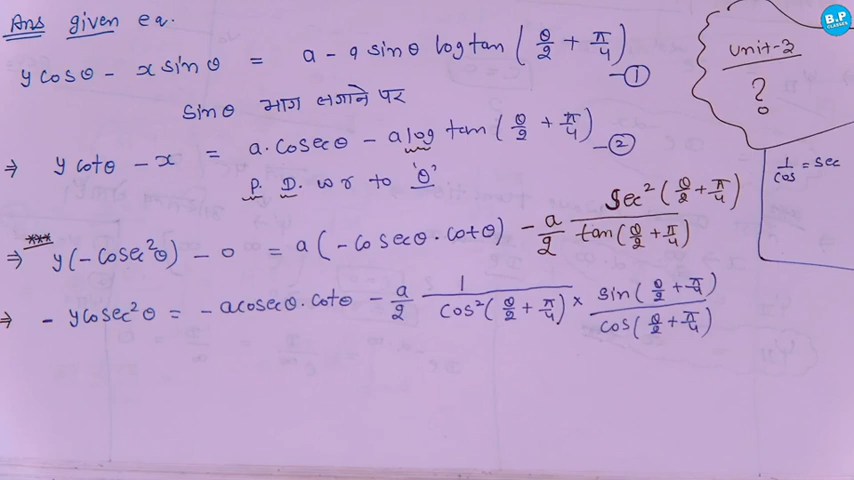 Ans given eq.
y cosθ - x sinθ = a - a sinθ log tan (θ/2 + π/4) —①
sinθ भाग लगाने पर
⇒ y cotθ - x = a. cosecθ - a log tan (θ/2 + π/4) —②
P. D. w r to 'θ'
*** ⇒ y(-cosec²θ) - 0 = a(-cosecθ. cotθ) - a/2 sec²(θ/2 + π/4) / tan(θ/2 + π/4)
⇒ - y cosec²θ = - a cosecθ. cotθ - a/2 1/cos²(θ/2 + π/4) × sin(θ/2 + π/4) / cos(θ/2 + π/4)
unit-3
?
1/cos = sec
B.P
CLASSES